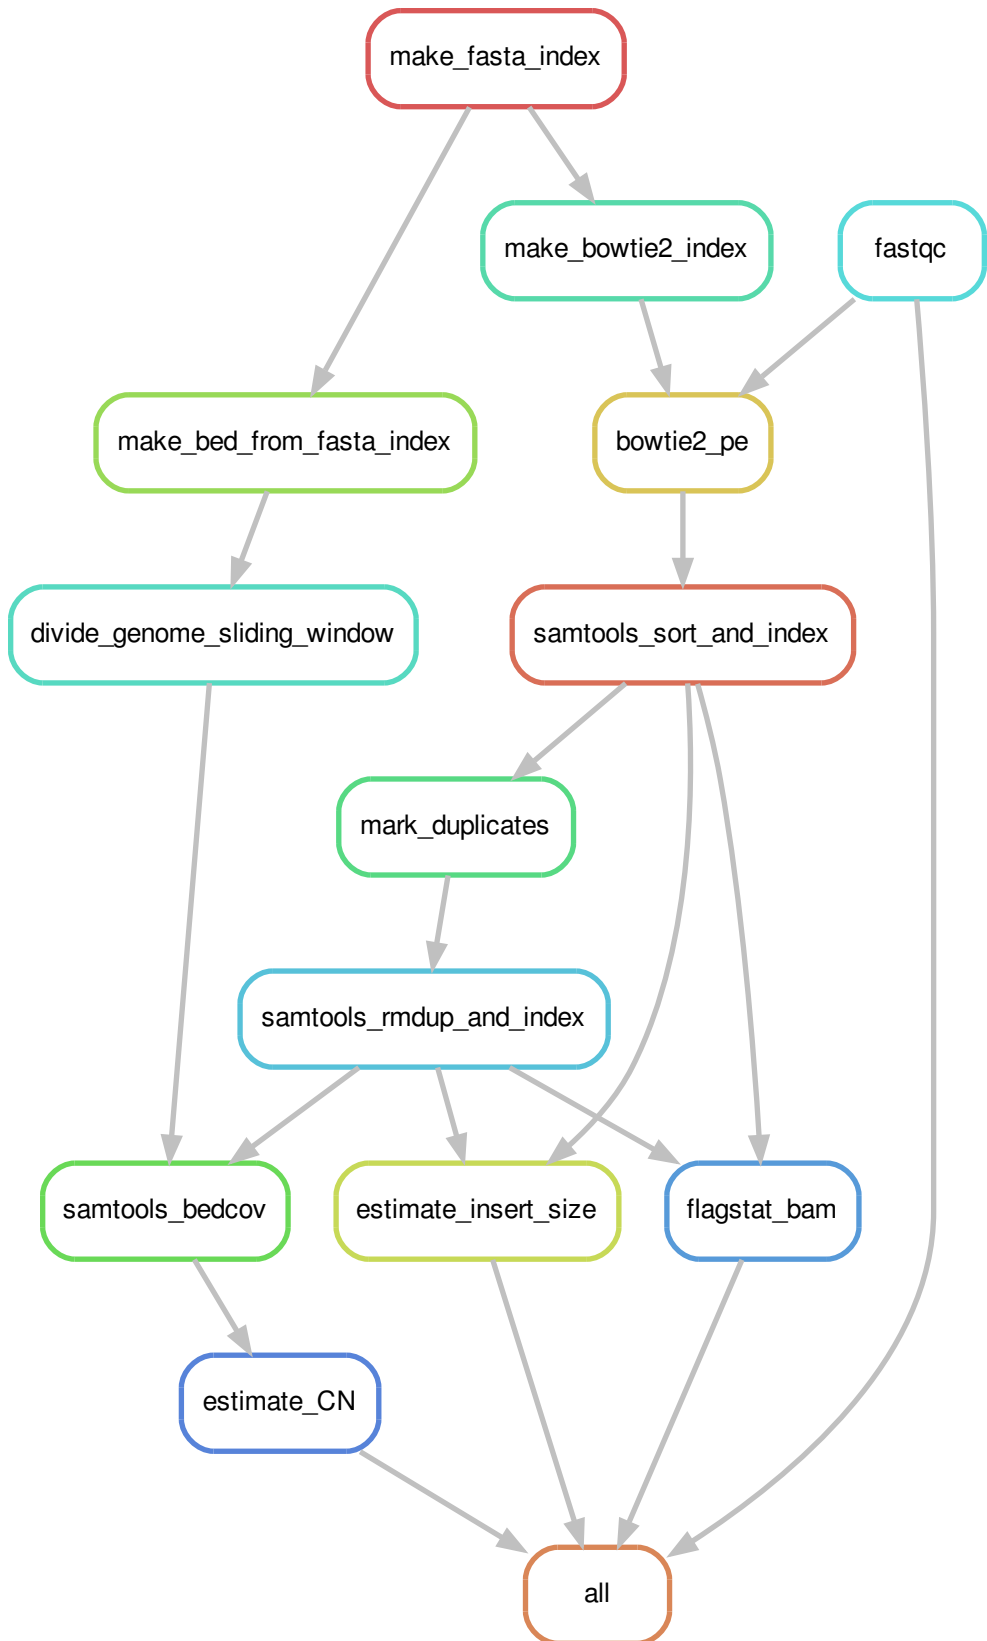 make_fasta_index
make_bowtie2_index
fastqc
make_bed_from_fasta_index
bowtie2_pe
divide_genome_sliding_window
samtools_sort_and_index
mark_duplicates
samtools_rmdup_and_index
samtools_bedcov
estimate_insert_size
flagstat_bam
estimate_CN
all